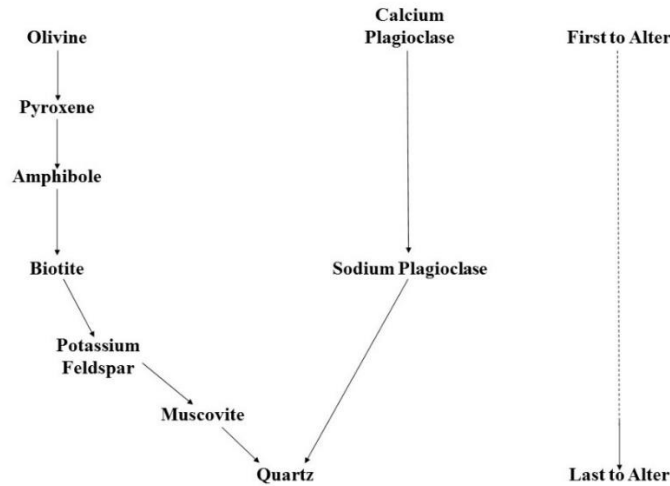 Olivine
Calcium
Plagioclase
First to Alter
Pyroxene
Amphibole
Biotite
Sodium Plagioclase
Potassium
Feldspar
Muscovite
Quartz
Last to Alter